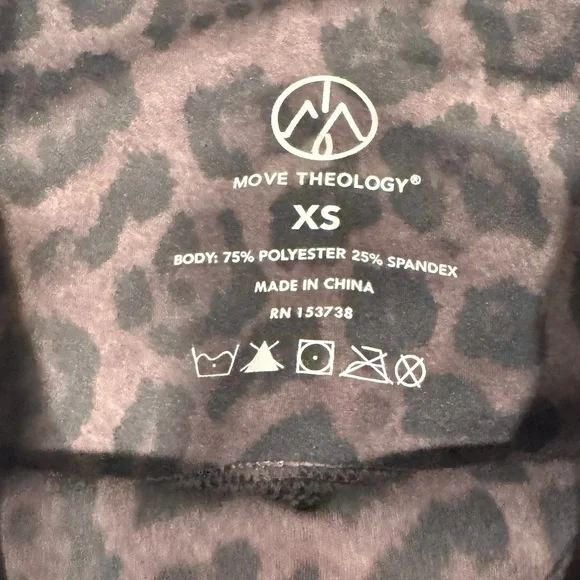 MOVE THEOLOGY®
XS
BODY: 75% POLYESTER 25% SPANDEX
MADE IN CHINA
RN 153738